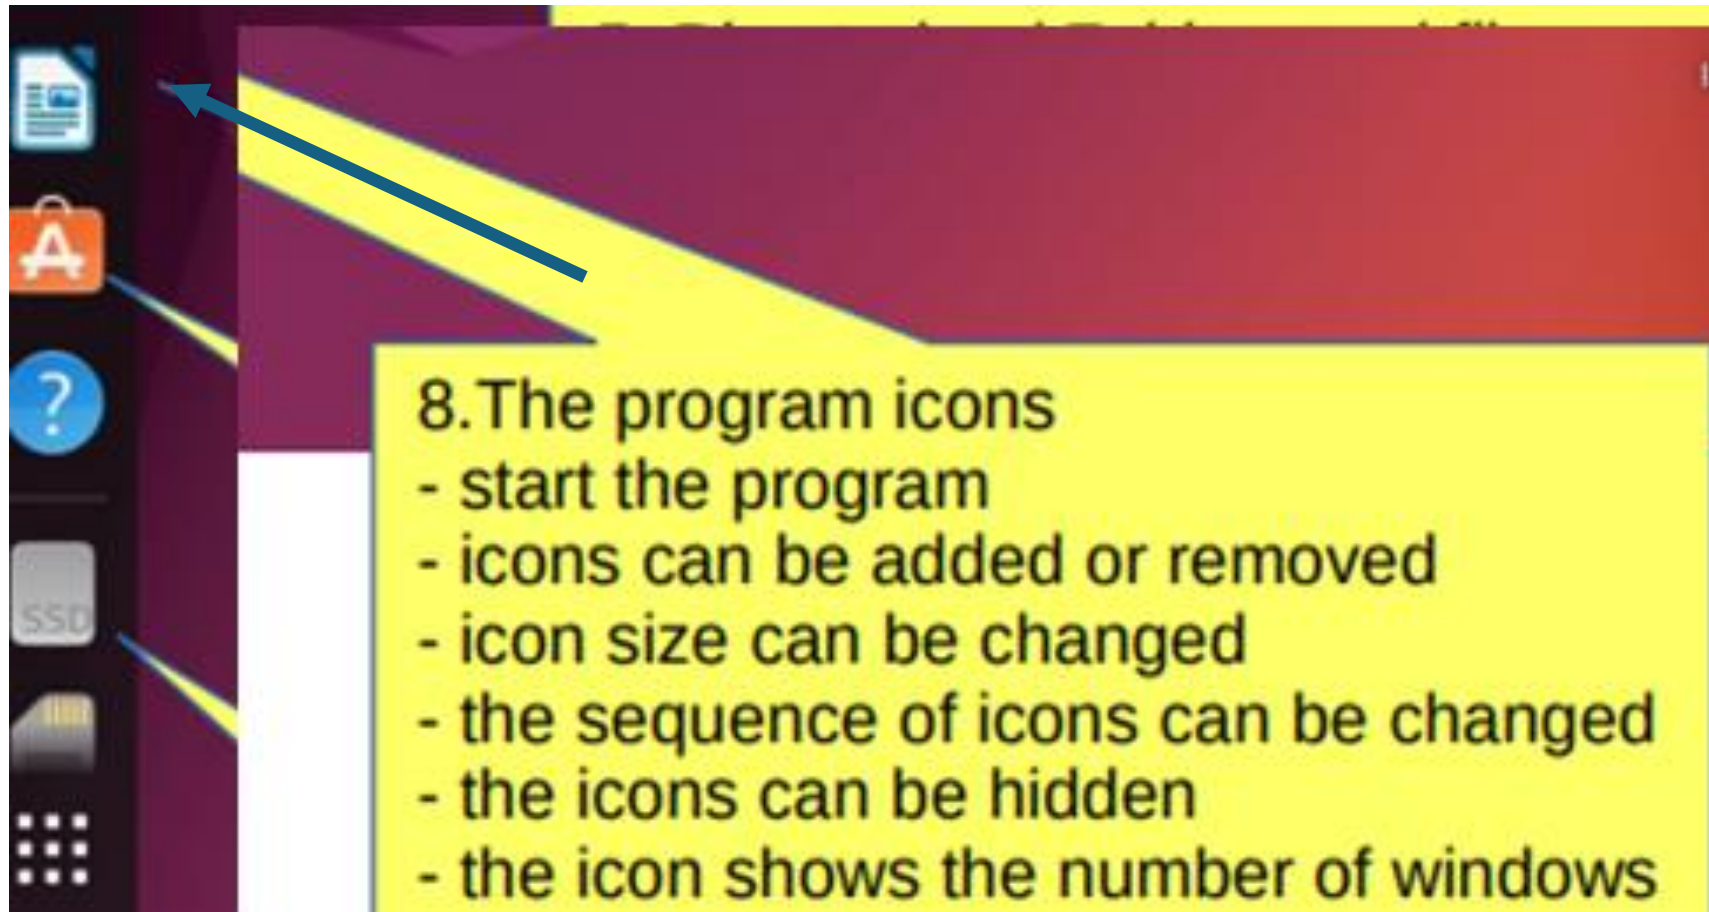 8.The program icons
- start the program
- icons can be added or removed
- icon size can be changed
SSD
- the sequence of icons can be changed
- the icons can be hidden
- the icon shows the number of windows